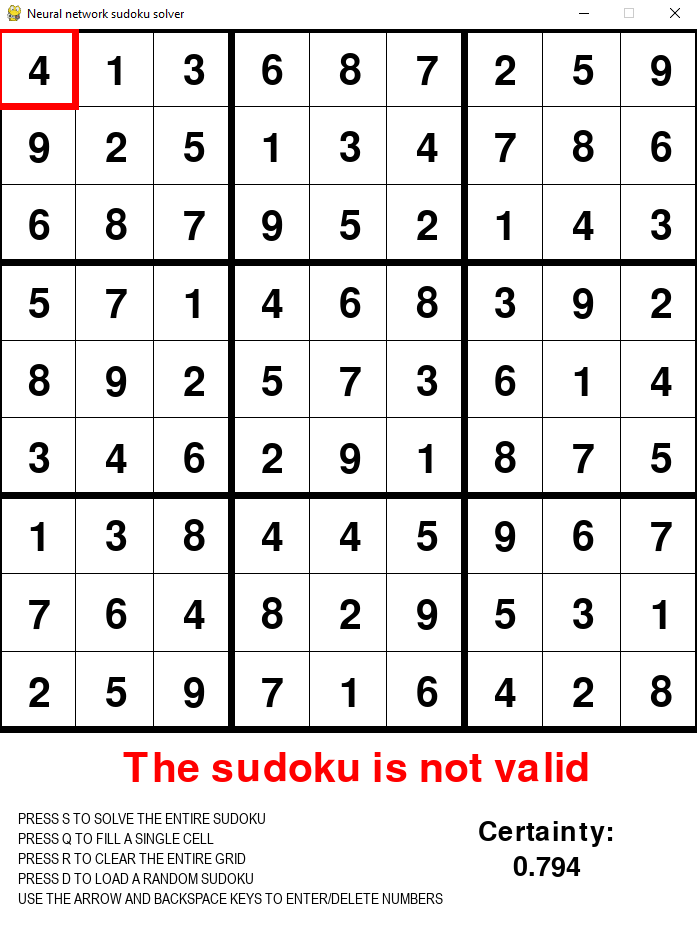 Neural network sudoku solver
4 1 3 6 8 7 2 5 9
9 2 5 1 3 4 7 8 6
6 8 7 9 5 2 1 4 3
5 7 1 4 6 8 3 9 2
8 9 2 5 7 3 6 1 4
3 4 6 2 9 1 8 7 5
1 3 8 4 4 5 9 6 7
7 6 4 8 2 9 5 3 1
2 5 9 7 1 6 4 2 8
The sudoku is not valid
PRESS S TO SOLVE THE ENTIRE SUDOKU
PRESS Q TO FILL A SINGLE CELL
PRESS R TO CLEAR THE ENTIRE GRID
PRESS D TO LOAD A RANDOM SUDOKU
USE THE ARROW AND BACKSPACE KEYS TO ENTER/DELETE NUMBERS
Certainty:
0.794